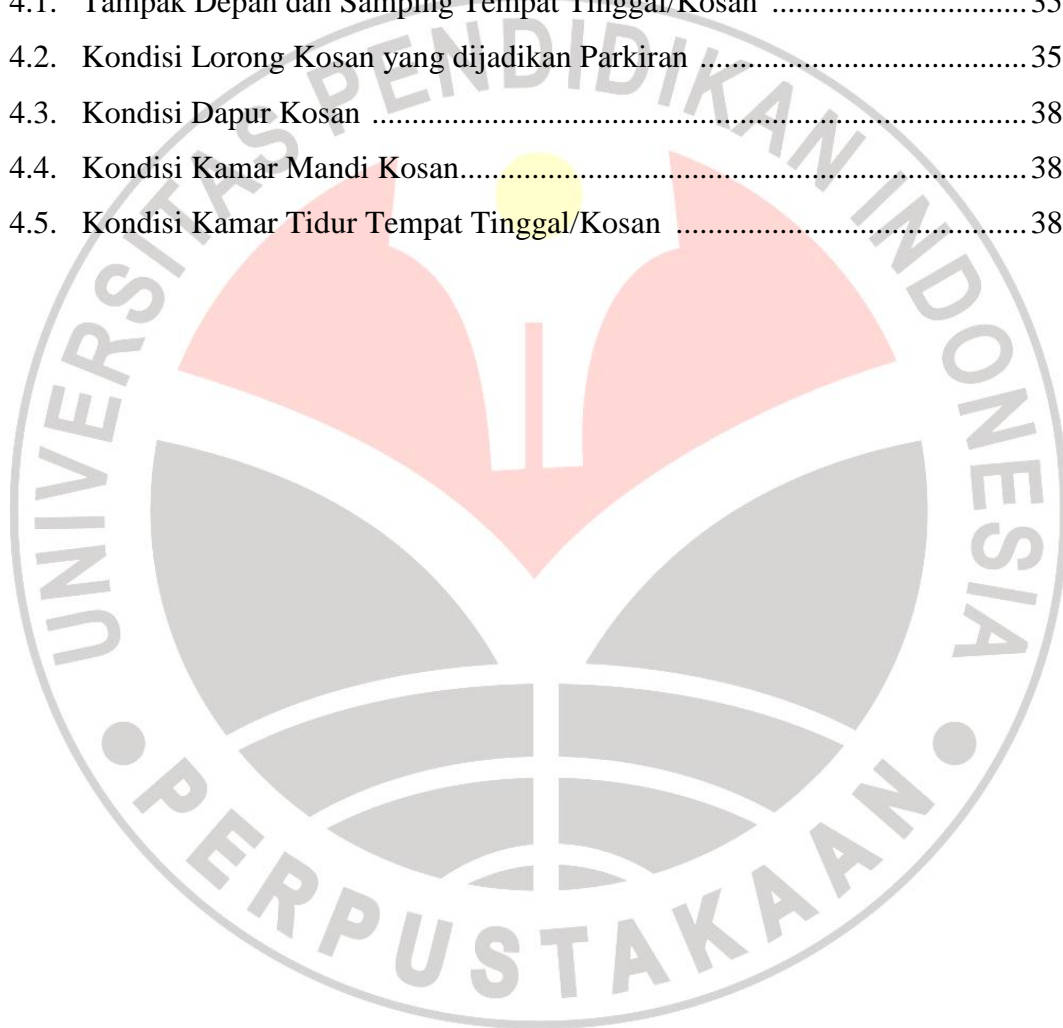 4.1. Tampak Depan dan Samping Tempat Tinggal/Kosan ............................... 35
4.2. Kondisi Lorong Kosan yang dijadikan Parkiran ........................................ 35
4.3. Kondisi Dapur Kosan ................................................................................ 38
4.4. Kondisi Kamar Mandi Kosan..................................................................... 38
4.5. Kondisi Kamar Tidur Tempat Tinggal/Kosan ........................................... 38
UNIVERSITAS PENDIDIKAN INDONESIA
PERPUSTAKAAN